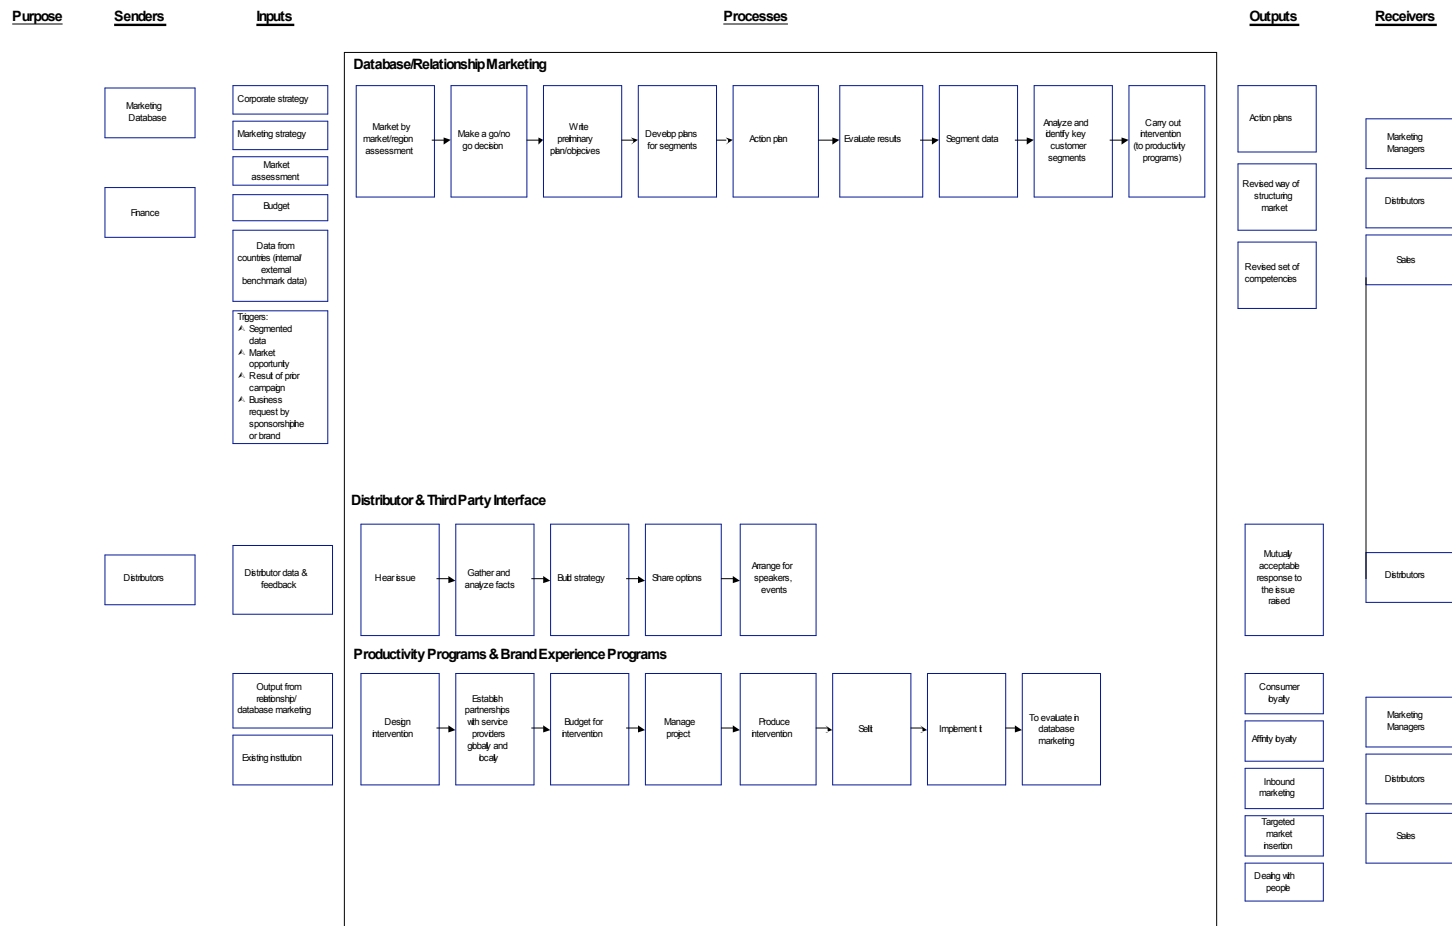 Purpose
Senders
Inputs
Processes
Outputs
Receivers
Database/Relationship Marketing
Marketing
Database
Finance
Corporate strategy
Marketing strategy
Market
assessment
Budget
Data from
countries (internal/
external
benchmark data)
Triggers:
Segmented
data
Market
opportunity
Result of prior
campaign
Business
request by
sponsorshiphe
or brand
Market by
market/region
assessment
Make a go/no
go decision
Write
preliminary
plan/objecives
Develop plans
for segments
Action plan
Evaluate results
Segment data
Analyze and
identify key
customer
segments
Carry out
intervention
(to productivity
programs)
Action plans
Revised way of
structuring
market
Revised set of
competencies
Marketing
Managers
Distributors
Sales
Distributor & Third Party Interface
Distributors
Distributor data &
feedback
Hear issue
Gather and
analyze facts
Build strategy
Share options
Arrange for
speakers,
events
Mutually
acceptable
response to
the issue
raised
Distributors
Productivity Programs & Brand Experience Programs
Output from
relationship/
database marketing
Existing institution
Design
intervention
Establish
partnerships
with service
providers
globally and
locally
Budget for
intervention
Manage
project
Produce
intervention
Sell it
Implement it
To evaluate in
database
marketing
Consumer
loyalty
Affinity loyalty
Inbound
marketing
Targeted
market
insertion
Dealing with
people
Marketing
Managers
Distributors
Sales